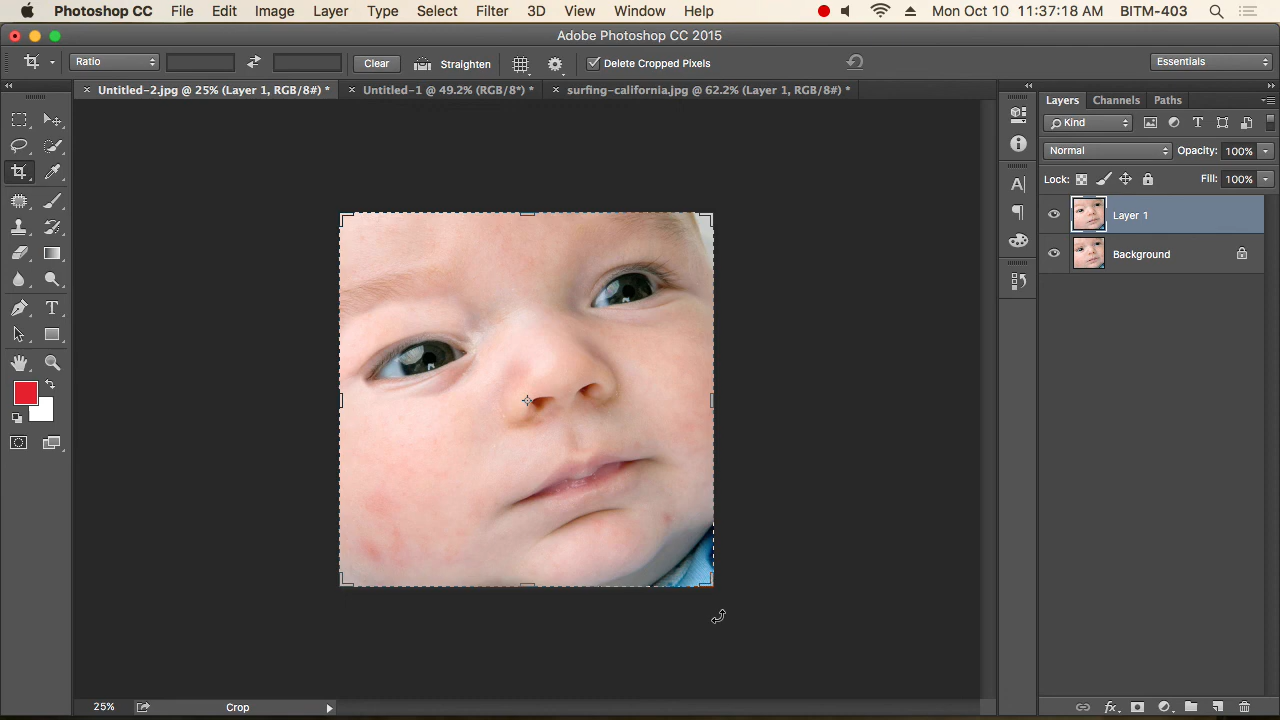 Photoshop CC File Edit Image Layer Type Select Filter 3D View Window Help Mon Oct 10 11:37:18 AM BITM-403
Adobe Photoshop CC 2015
Ratio Clear Straighten Delete Cropped Pixels Essentials
Untitled-2.jpg @ 25% (Layer 1, RGB/8#) * Untitled-1 @ 49.2% (RGB/8*) * surfing-california.jpg @ 62.2% (Layer 1, RGB/8#) *
Layers Channels Paths
Kind
Normal Opacity: 100%
Lock: Fill: 100%
Layer 1
Background
25% Crop